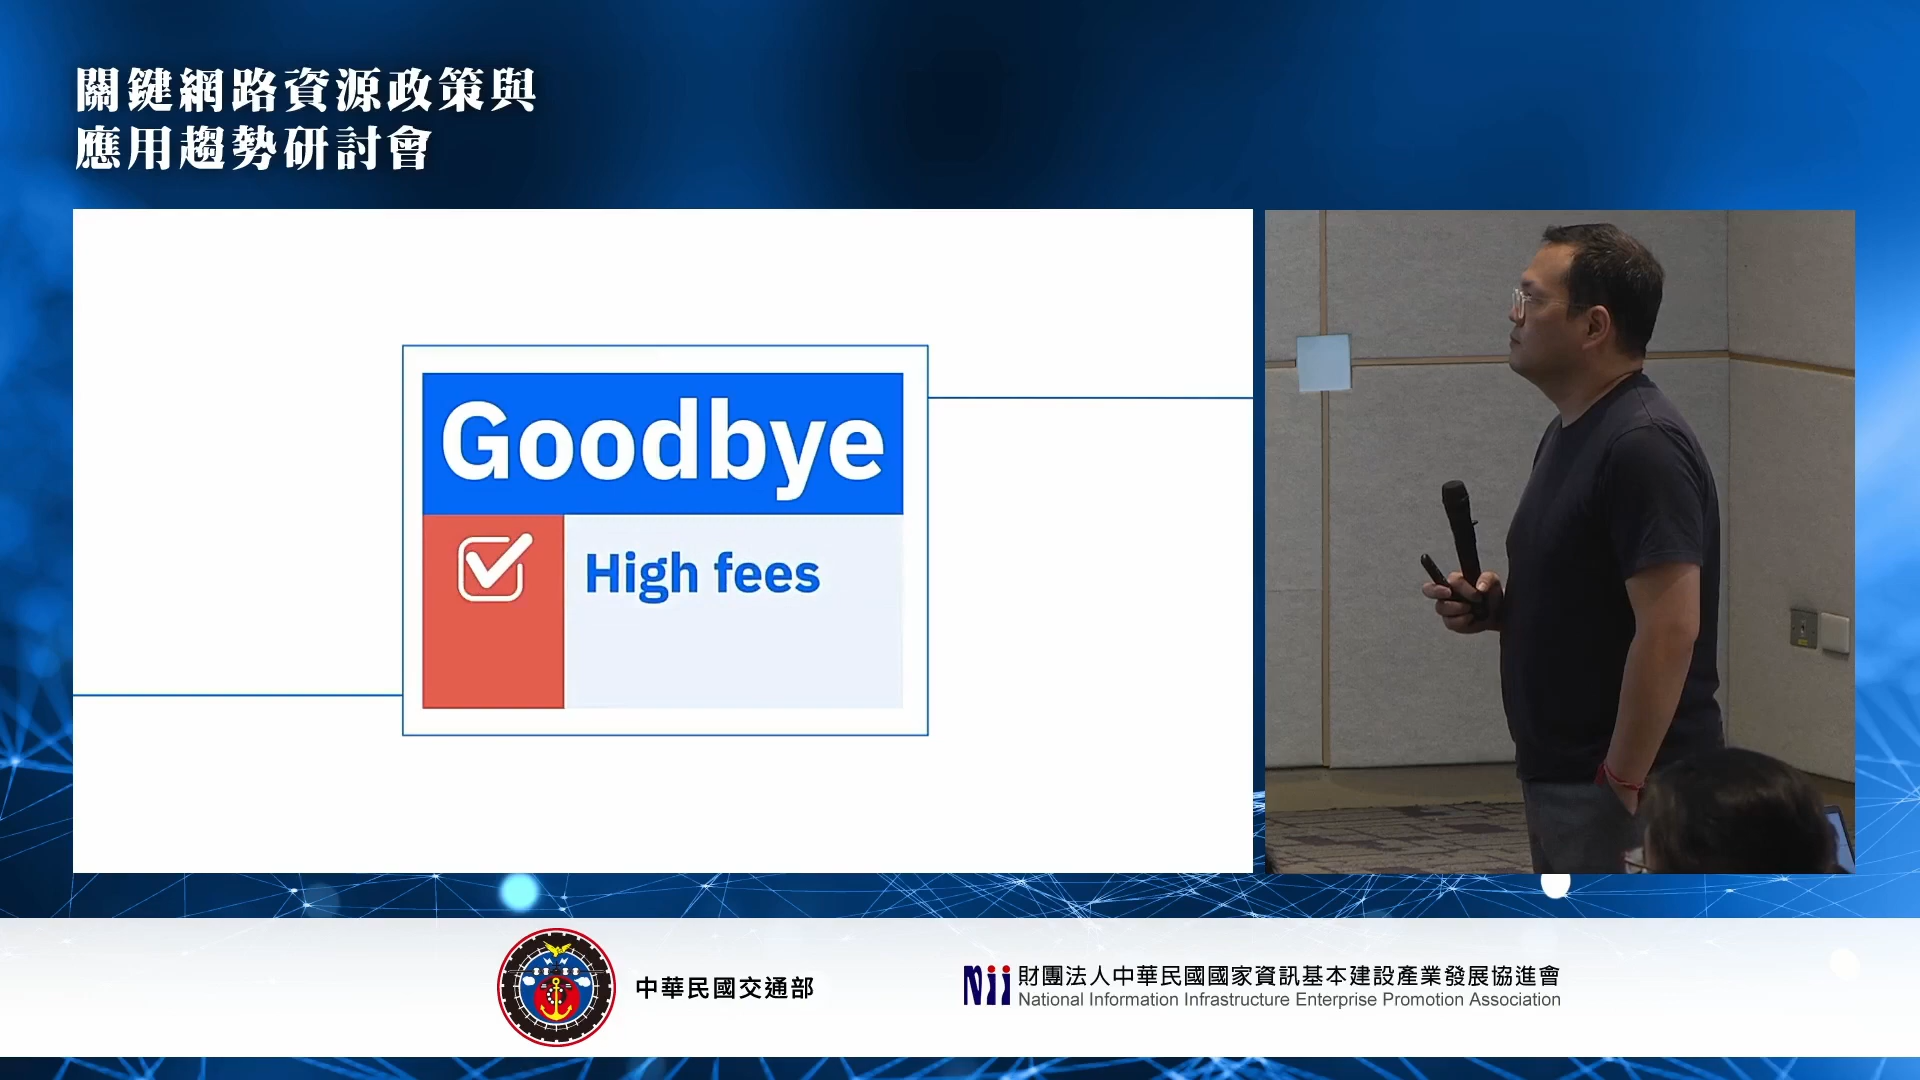 關鍵網路資源政策與
應用趨勢研討會
Goodbye
High fees
中華民國交通部
nii
財團法人中華民國國家資訊基本建設產業發展協進會
National Information Infrastructure Enterprise Promotion Association